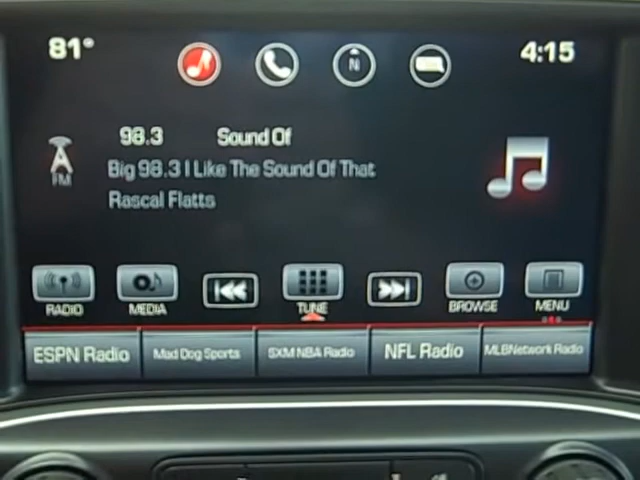 81° 4:15
N
98.3 Sound Of
FM Big 98.3 I Like The Sound Of That
Rascal Flatts
RADIO MEDIA TUNE BROWSE MENU
ESPN Radio Mad Dog Sports SXM NBA Radio NFL Radio MLBNetwork Radio